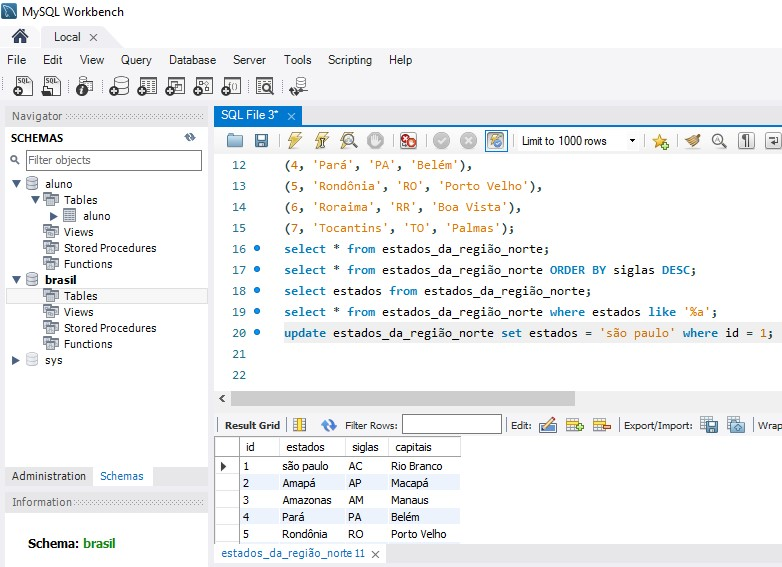 MySQL Workbench
Local
File Edit View Query Database Server Tools Scripting Help
Navigator
SCHEMAS
Filter objects
aluno
Tables
aluno
Views
Stored Procedures
Functions
brasil
Tables
Views
Stored Procedures
Functions
sys
Administration Schemas
Information
Schema: brasil
SQL File 3*
Limit to 1000 rows
12 (4, 'Pará', 'PA', 'Belém'),
13 (5, 'Rondônia', 'RO', 'Porto Velho'),
14 (6, 'Roraima', 'RR', 'Boa Vista'),
15 (7, 'Tocantins', 'TO', 'Palmas');
16 select * from estados_da_região_norte;
17 select * from estados_da_região_norte ORDER BY siglas DESC;
18 select estados from estados_da_região_norte;
19 select * from estados_da_região_norte where estados like '%a';
20 update estados_da_região_norte set estados = 'são paulo' where id = 1;
21
22
Result Grid Filter Rows: Edit: Export/Import: Wrap
id estados siglas capitais
1 são paulo AC Rio Branco
2 Amapá AP Macapá
3 Amazonas AM Manaus
4 Pará PA Belém
5 Rondônia RO Porto Velho
estados_da_região_norte 11